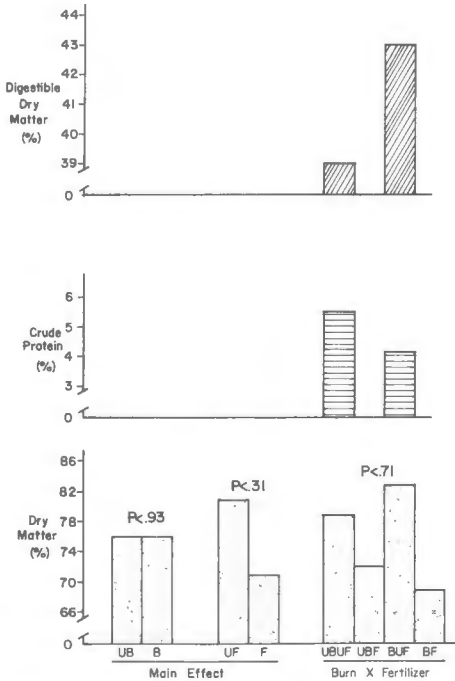 44
43
42
41
40
39
0
Digestible
Dry
Matter
(%)
6
5
4
3
0
Crude
Protein
(%)
86
82
78
74
70
66
0
Dry
Matter
(%)
P<.93
P<.31
P<.71
UB B UF F UBUF UBF BUF BF
Main Effect Burn X Fertilizer